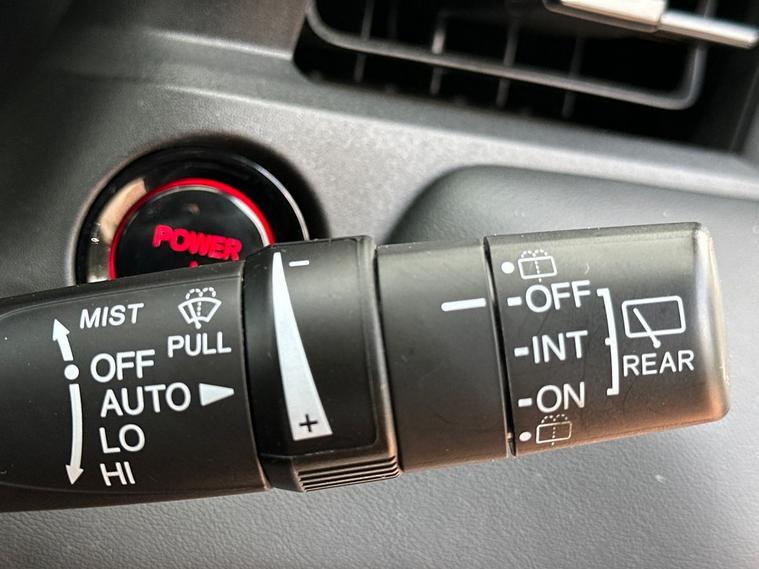 POWER
MIST
PULL
OFF
AUTO
LO
HI
-
+
-OFF
-INT
-ON
REAR